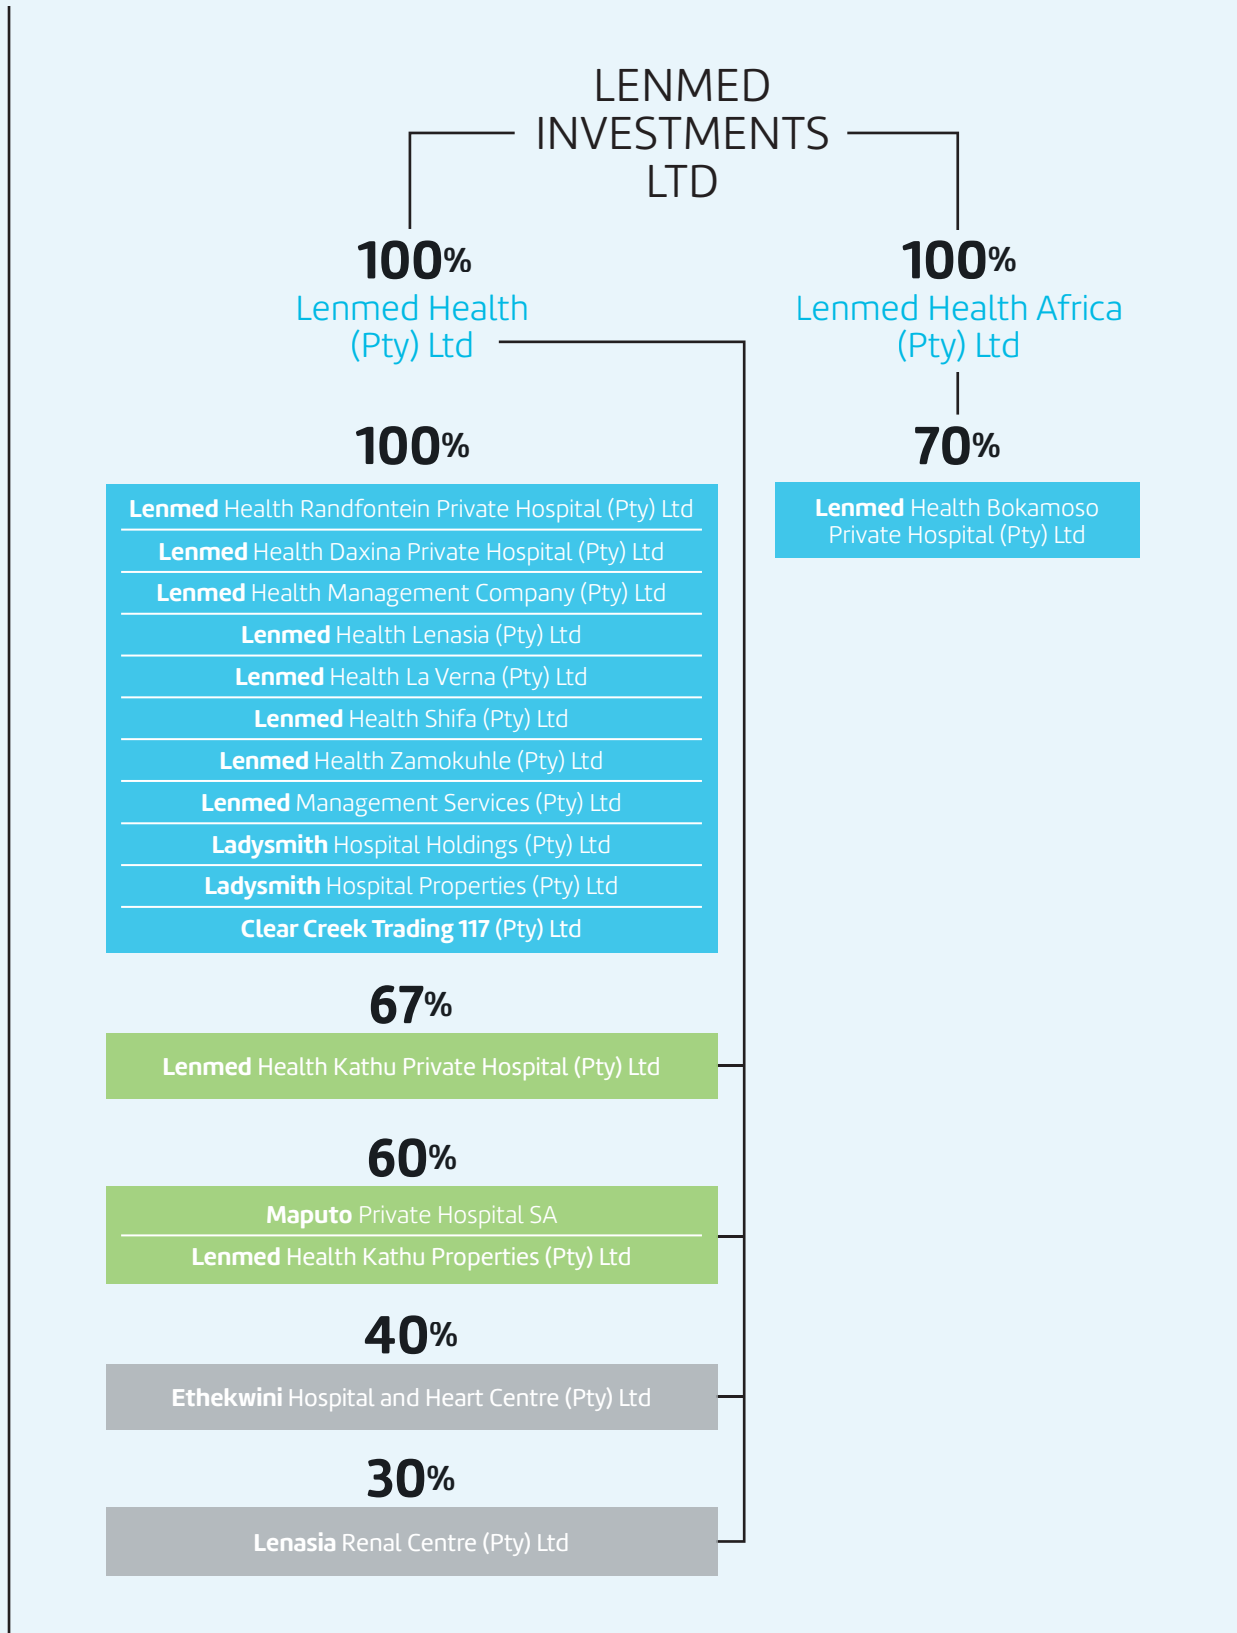 LENMED
INVESTMENTS
LTD
100%
Lenmed Health
(Pty) Ltd
100%
Lenmed Health Africa
(Pty) Ltd
100%
Lenmed Health Randfontein Private Hospital (Pty) Ltd
Lenmed Health Daxina Private Hospital (Pty) Ltd
Lenmed Health Management Company (Pty) Ltd
Lenmed Health Lenasia (Pty) Ltd
Lenmed Health La Verna (Pty) Ltd
Lenmed Health Shifa (Pty) Ltd
Lenmed Health Zamokuhle (Pty) Ltd
Lenmed Management Services (Pty) Ltd
Ladysmith Hospital Holdings (Pty) Ltd
Ladysmith Hospital Properties (Pty) Ltd
Clear Creek Trading 117 (Pty) Ltd
70%
Lenmed Health Bokamoso
Private Hospital (Pty) Ltd
67%
Lenmed Health Kathu Private Hospital (Pty) Ltd
60%
Maputo Private Hospital SA
Lenmed Health Kathu Properties (Pty) Ltd
40%
Ethekwini Hospital and Heart Centre (Pty) Ltd
30%
Lenasia Renal Centre (Pty) Ltd